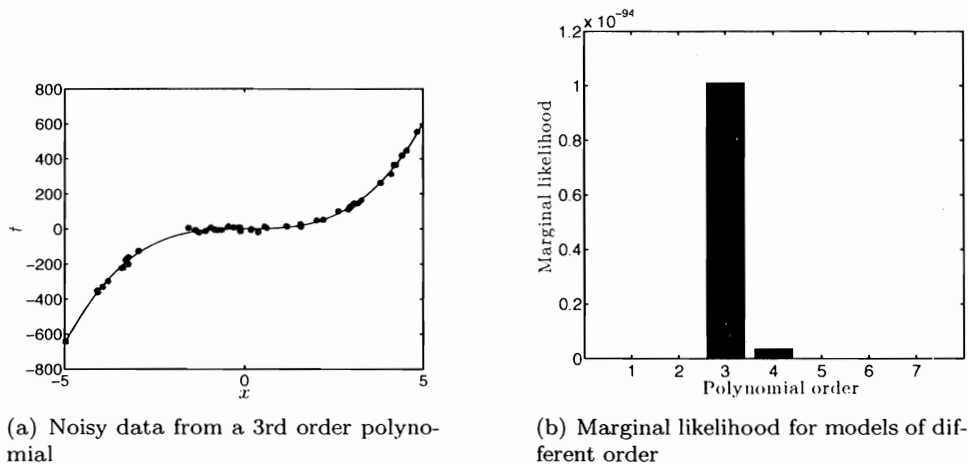 800
600
400
200
0
−200
−400
−600
−800
−5
0
5
t
x
(a) Noisy data from a 3rd order polyno-
mial
1.2 x 10⁻⁹⁴
1
0.8
0.6
0.4
0.2
0
1 2 3 4 5 6 7
Marginal likelihood
Polynomial order
(b) Marginal likelihood for models of dif-
ferent order